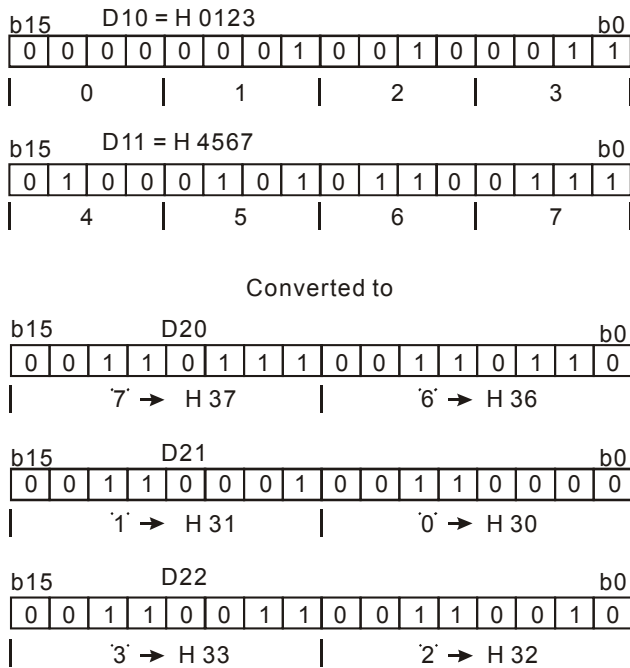 b15 D10 = H 0123 b0
0 0 0 0 0 0 0 1 0 0 1 0 0 0 1 1
0 1 2 3
b15 D11 = H 4567 b0
0 1 0 0 0 1 0 1 0 1 1 0 0 1 1 1
4 5 6 7
Converted to
b15 D20 b0
0 0 1 1 0 1 1 1 0 0 1 1 0 1 1 0
'7' → H 37 '6' → H 36
b15 D21 b0
0 0 1 1 0 0 0 1 0 0 1 1 0 0 0 0
'1' → H 31 '0' → H 30
b15 D22 b0
0 0 1 1 0 0 1 1 0 0 1 1 0 0 1 0
'3' → H 33 '2' → H 32